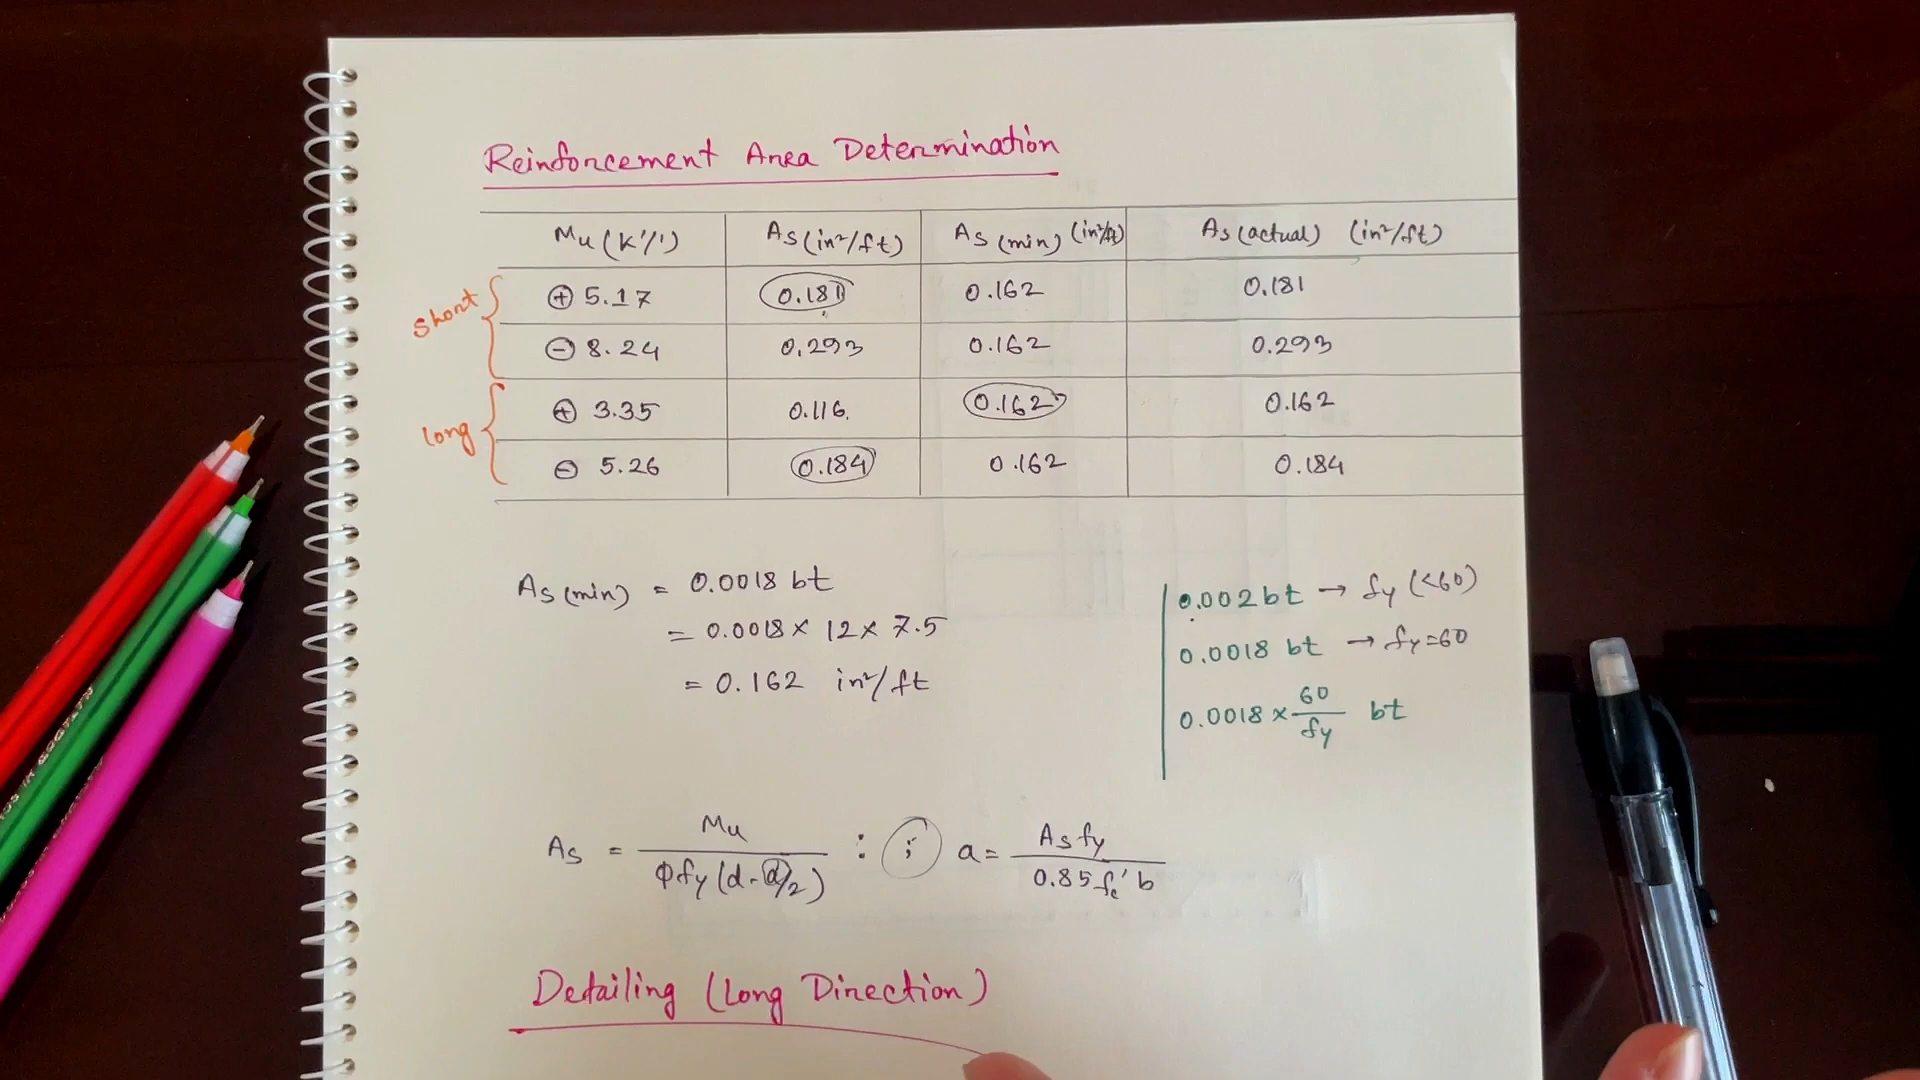 Reinforcement Area Determination
Mu (K'/') As (in²/ft) As (min) (in²/ft) As (actual) (in²/ft)
short
⊕ 5.17 0.181 0.162 0.181
⊖ 8.24 0.293 0.162 0.293
long
⊕ 3.35 0.116 0.162 0.162
⊖ 5.26 0.184 0.162 0.184
As (min) = 0.0018 bt
= 0.0018 × 12 × 7.5
= 0.162 in²/ft
0.002 bt → fy (<60)
0.0018 bt → fy=60
0.0018 × 60/fy bt
As = Mu / φfy (d-a/2) : ; a = As fy / 0.85 fc' b
Detailing (Long Direction)